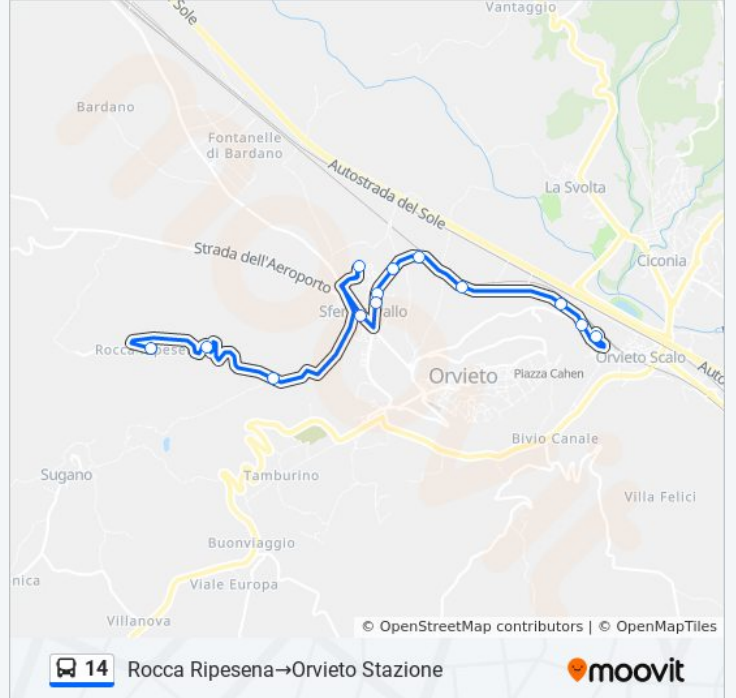 Vantaggio
Sole
Bardano
Fontanelle
di Bardano
Autostrada del Sole
La Svolta
Strada dell'Aeroporto
Ciconia
Orvieto Scalo
Orvieto
Piazza Cahen
Bivio Canale
Sugano
Tamburino
Villa Felici
Buonviaggio
Viale Europa
Villanova
© OpenStreetMap contributors | © OpenMapTiles
14 Rocca Ripesena→Orvieto Stazione
moovit